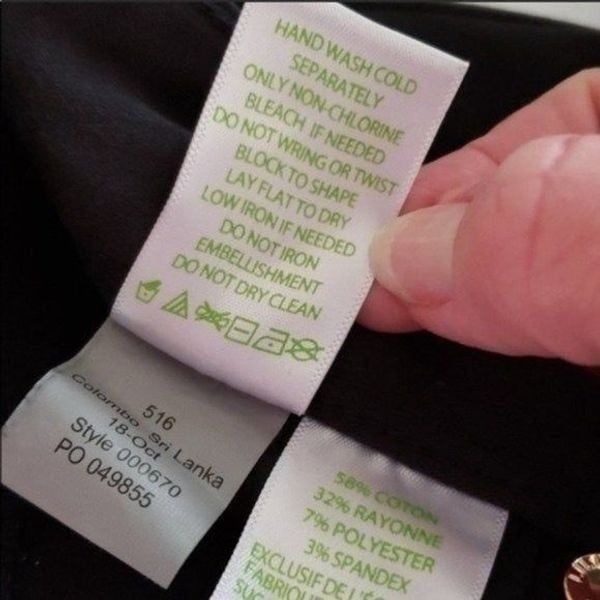 HAND WASH COLD
SEPARATELY
ONLY NON-CHLORINE
BLEACH IF NEEDED
DO NOT WRING OR TWIST
BLOCK TO SHAPE
LAY FLAT TO DRY
LOW IRON IF NEEDED
DO NOT IRON
EMBELLISHMENT
DO NOT DRY CLEAN
516
Colombo Sri Lanka
18-Oct
Style 000670
PO 049855
58% COTON
32% RAYONNE
7% POLYESTER
3% SPANDEX
EXCLUSIF DE